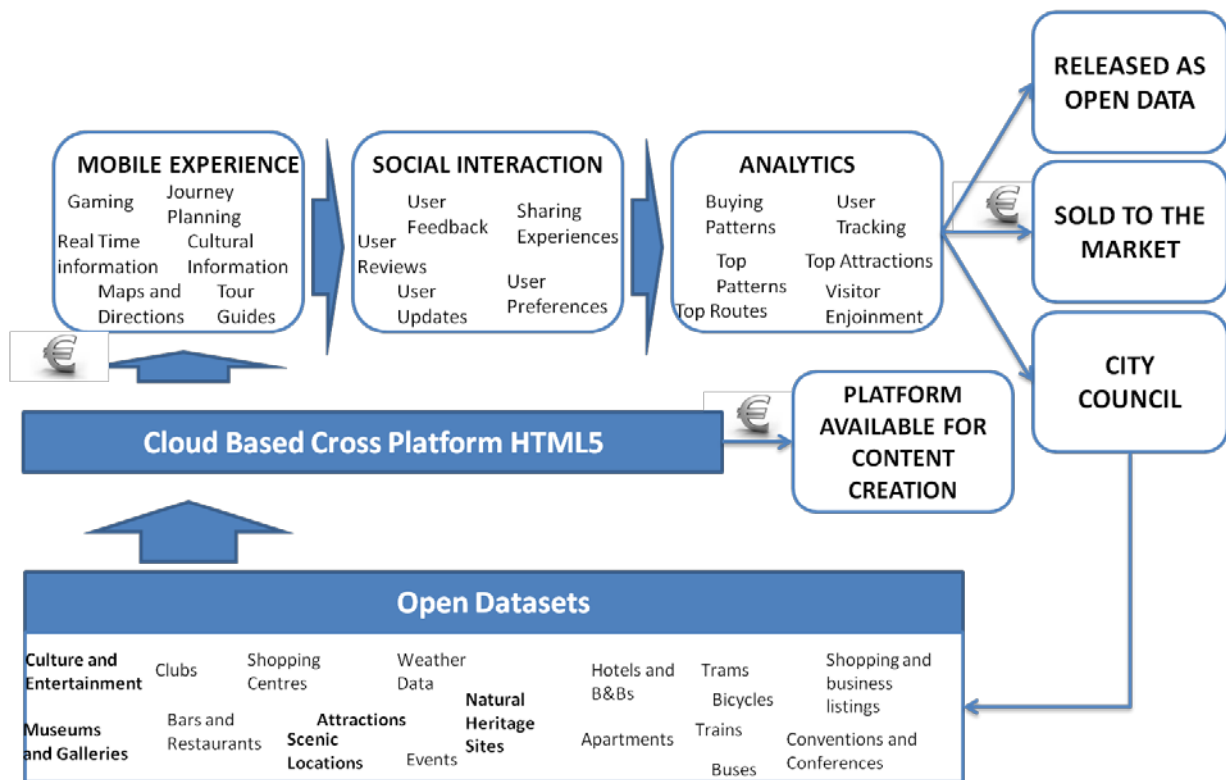 RELEASED AS
OPEN DATA
MOBILE EXPERIENCE
Gaming
Journey
Planning
Real Time
information
Cultural
Information
Maps and
Directions
Tour
Guides
SOCIAL INTERACTION
User
Feedback
Sharing
Experiences
User
Reviews
User
Updates
User
Preferences
ANALYTICS
Buying
Patterns
User
Tracking
Top
Patterns
Top Attractions
Top Routes
Visitor
Enjoinment
€
SOLD TO THE
MARKET
CITY
COUNCIL
€
Cloud Based Cross Platform HTML5
€
PLATFORM
AVAILABLE FOR
CONTENT
CREATION
Open Datasets
Culture and
Entertainment
Clubs
Shopping
Centres
Weather
Data
Hotels and
B&Bs
Trams
Bicycles
Shopping and
business
listings
Museums
and Galleries
Bars and
Restaurants
Attractions
Scenic
Locations
Events
Natural
Heritage
Sites
Apartments
Trains
Buses
Conventions and
Conferences